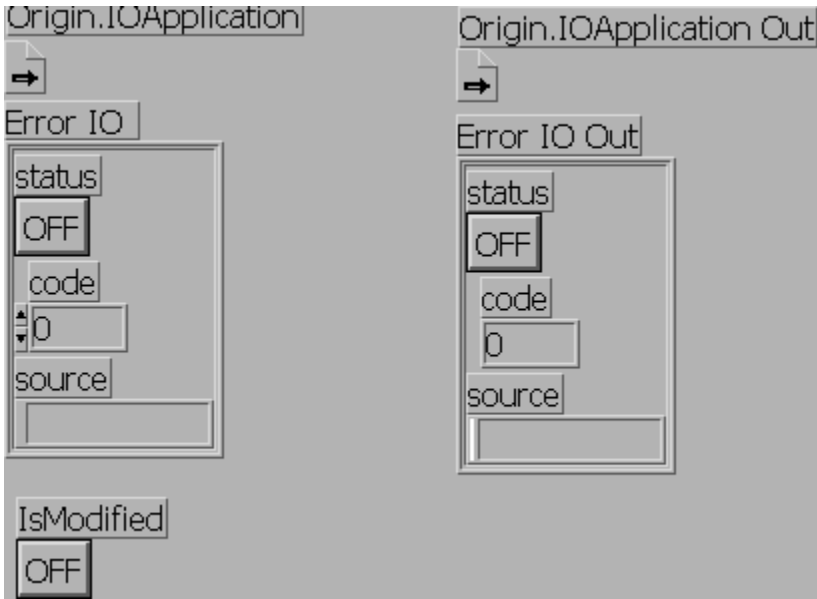 Origin.IOApplication
Error IO
status
OFF
code
0
source
IsModified
OFF
Origin.IOApplication Out
Error IO Out
status
OFF
code
0
source